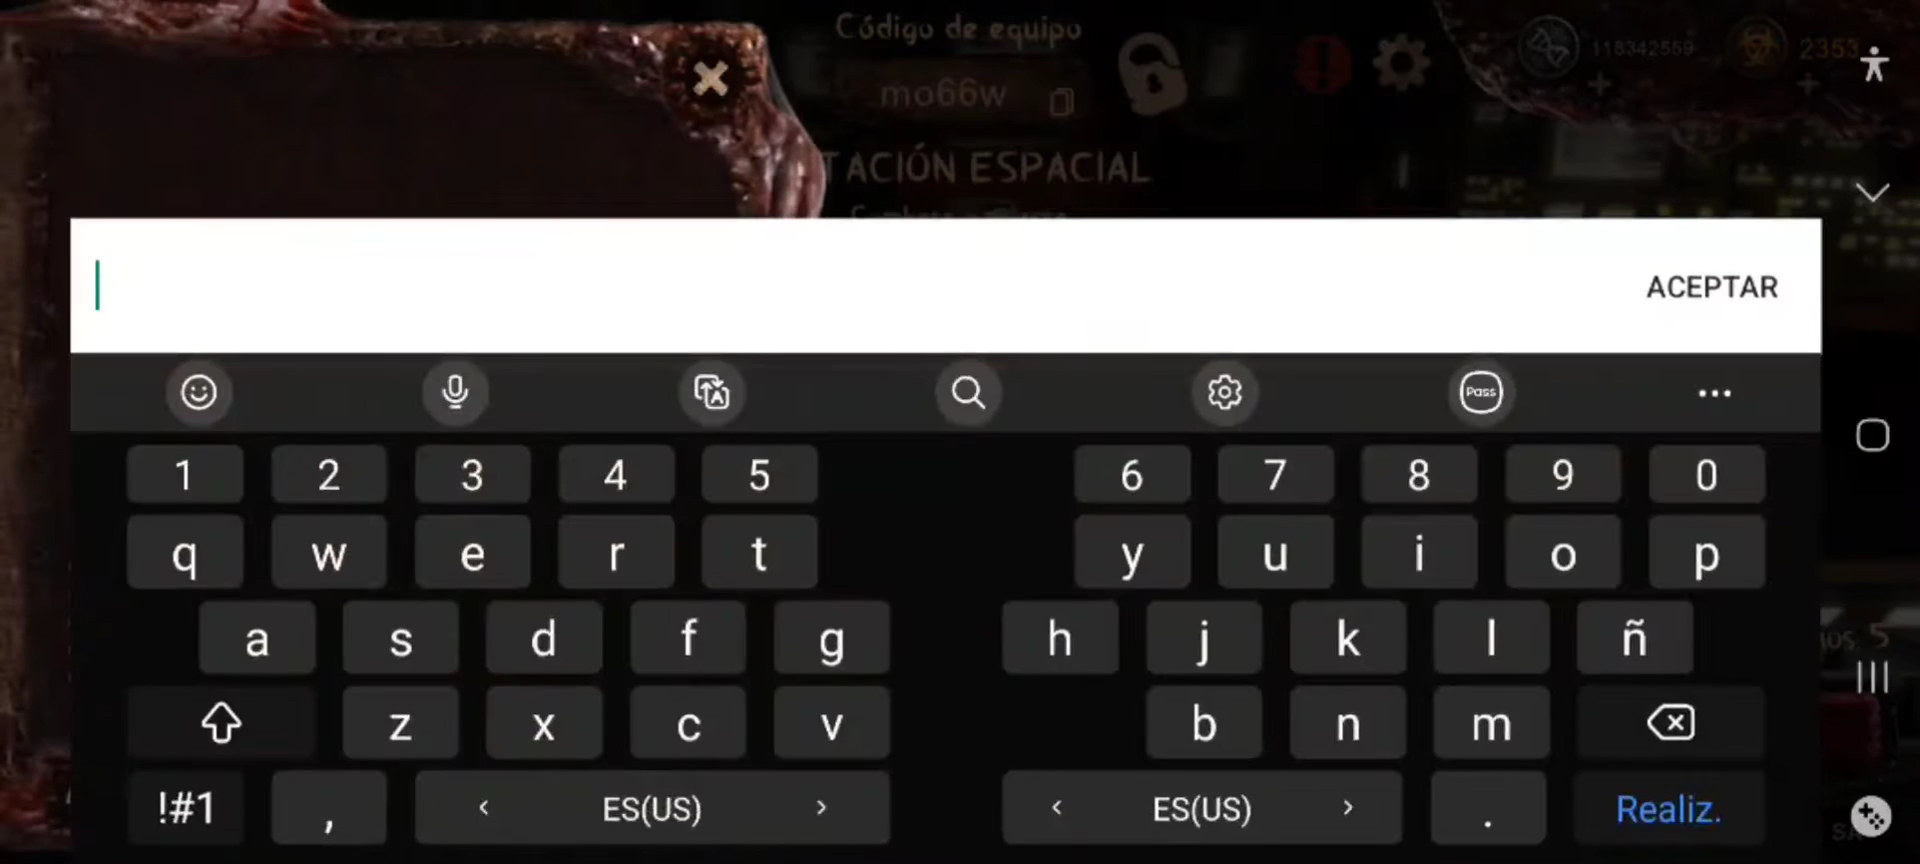 Código de equipo
118342559
2353
mo66w
TACIÓN ESPACIAL
ACEPTAR
Pass
1 2 3 4 5 6 7 8 9 0
q w e r t y u i o p
a s d f g h j k l ñ
z x c v b n m
!#1 , < ES(US) > < ES(US) > . Realiz.
5